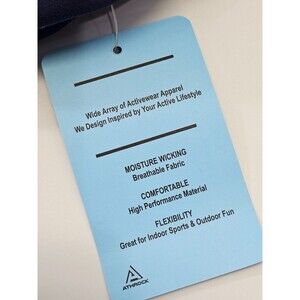 Wide Array of Activewear Apparel
We Design Inspired by Your Active Lifestyle
MOISTURE WICKING
Breathable Fabric
COMFORTABLE
High Performance Material
FLEXIBILITY
Great for Indoor Sports & Outdoor Fun
ATHROCK